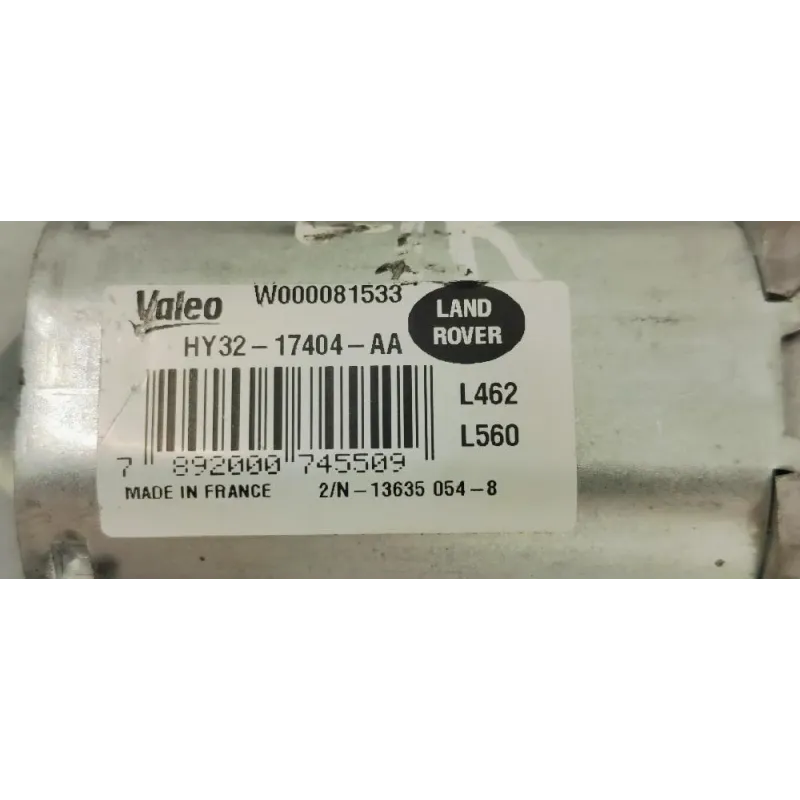 Valeo W000081533
LAND ROVER
HY32-17404-AA
L462
L560
7 892000 745509
MADE IN FRANCE 2/N-13635 054-8